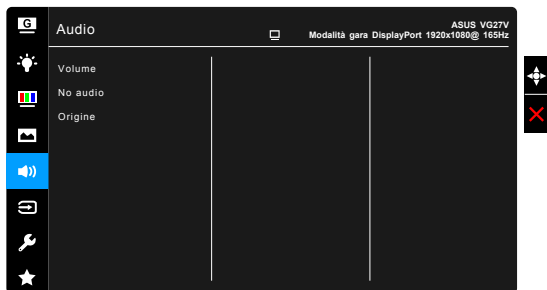 G
Audio
ASUS VG27V
Modalità gara DisplayPort 1920x1080@ 165Hz
Volume
No audio
Origine